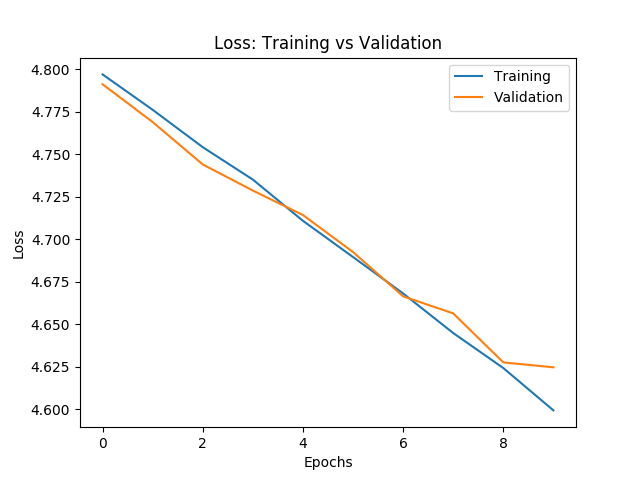 Loss: Training vs Validation
4.800
4.775
4.750
4.725
4.700
4.675
4.650
4.625
4.600
Loss
Training
Validation
0 2 4 6 8
Epochs